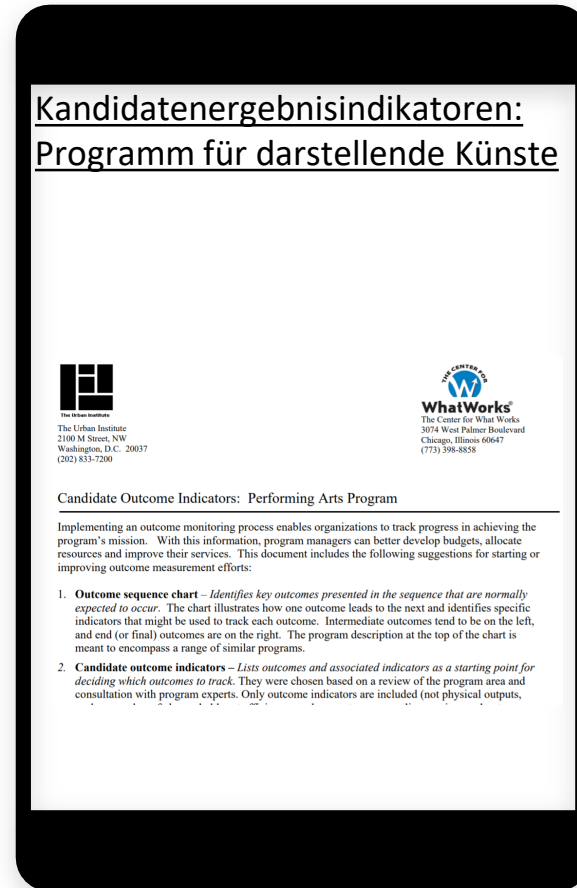 Kandidatenergebnisindikatoren:
Programm für darstellende Künste
The Urban Institute
The Urban Institute
2100 M Street, NW
Washington, D.C. 20037
(202) 833-7200
THE CENTER FOR
W
WhatWorks®
The Center for What Works
3074 West Palmer Boulevard
Chicago, Illinois 60647
(773) 398-8858
Candidate Outcome Indicators: Performing Arts Program
Implementing an outcome monitoring process enables organizations to track progress in achieving the
program's mission. With this information, program managers can better develop budgets, allocate
resources and improve their services. This document includes the following suggestions for starting or
improving outcome measurement efforts:
1. Outcome sequence chart – Identifies key outcomes presented in the sequence that are normally
expected to occur. The chart illustrates how one outcome leads to the next and identifies specific
indicators that might be used to track each outcome. Intermediate outcomes tend to be on the left,
and end (or final) outcomes are on the right. The program description at the top of the chart is
meant to encompass a range of similar programs.
2. Candidate outcome indicators – Lists outcomes and associated indicators as a starting point for
deciding which outcomes to track. They were chosen based on a review of the program area and
consultation with program experts. Only outcome indicators are included (not physical outputs,